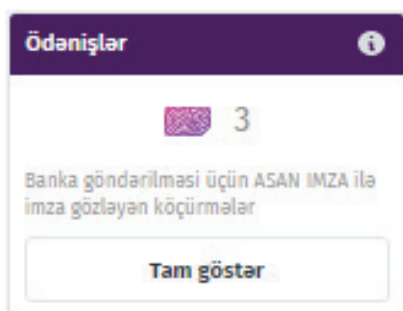 Ödənişlər
3
Banka göndərilməsi üçün ASAN IMZA ilə
imza gözləyən köçürmələr
Tam göstər